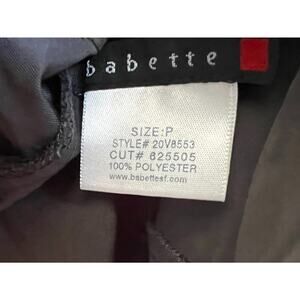 babette
SIZE: P
STYLE# 20V8553
CUT# 625505
100% POLYESTER
www.babettesf.com